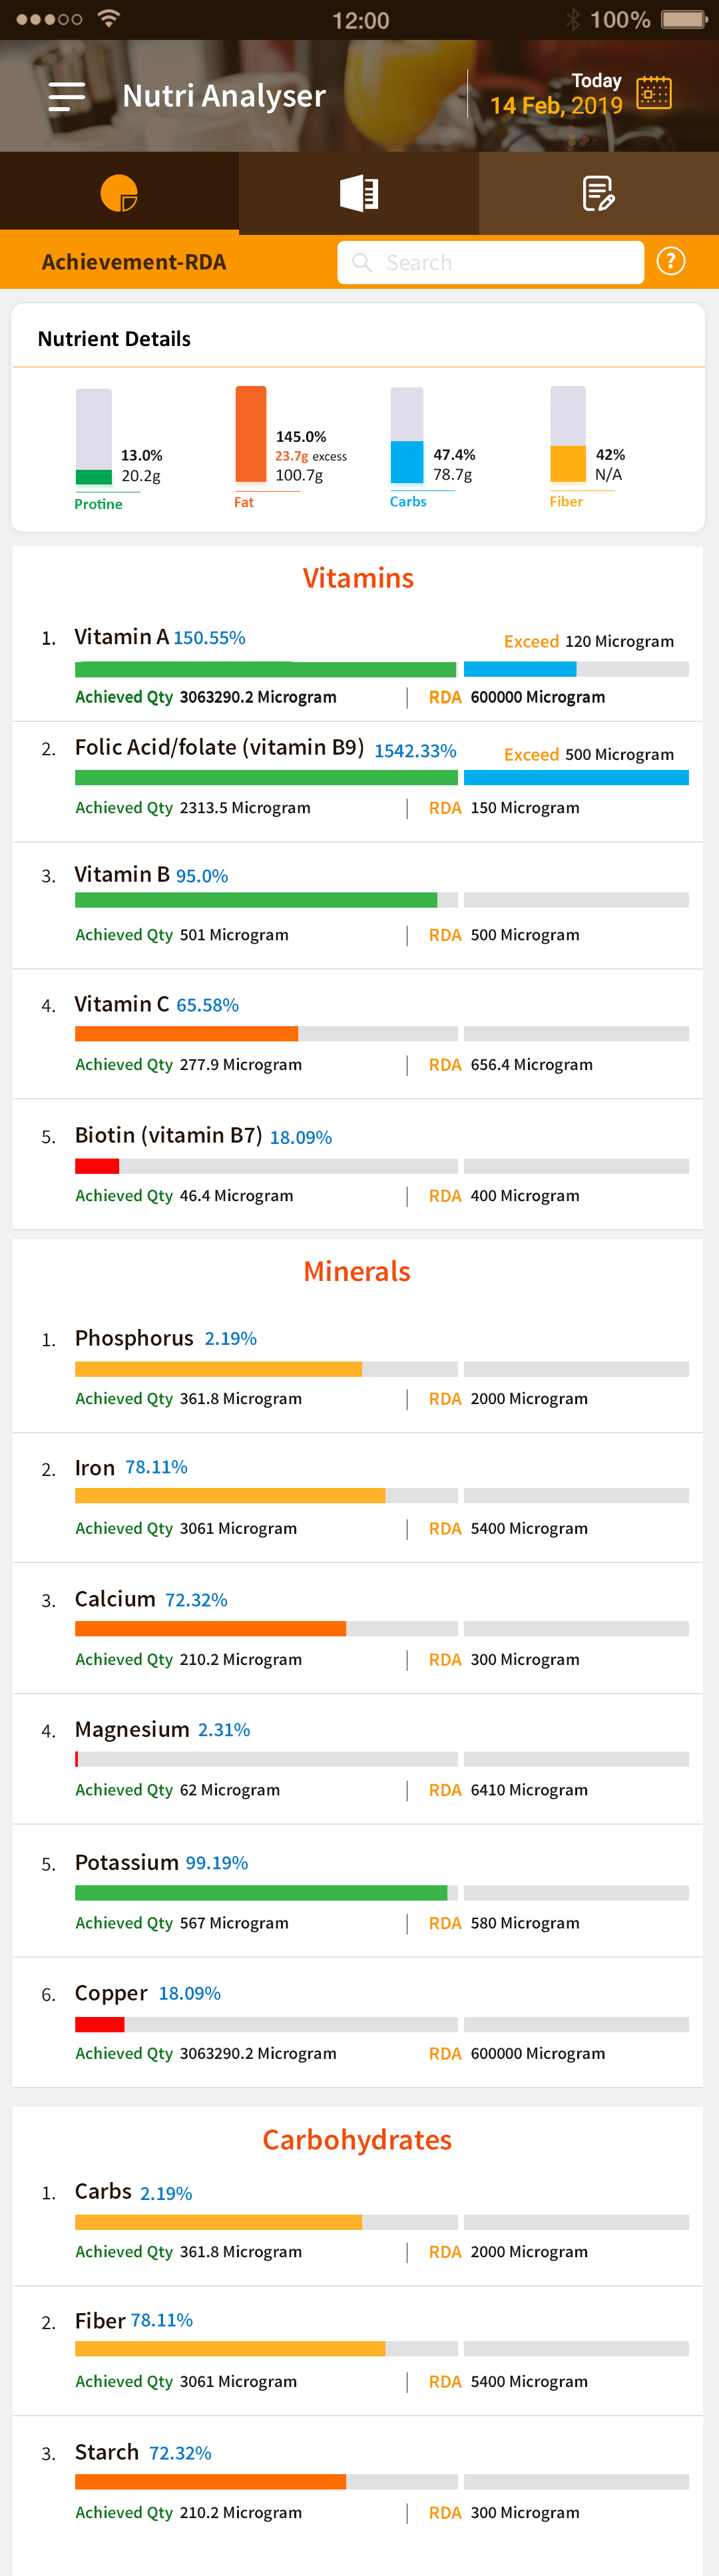 12:00
100%
Nutri Analyser
Today
14 Feb, 2019
Achievement-RDA
Search
?
Nutrient Details
13.0%
20.2g
Protine
145.0%
23.7g excess
100.7g
Fat
47.4%
78.7g
Carbs
42%
N/A
Fiber
Vitamins
1. Vitamin A 150.55% Exceed 120 Microgram
Achieved Qty 3063290.2 Microgram | RDA 600000 Microgram
2. Folic Acid/folate (vitamin B9) 1542.33% Exceed 500 Microgram
Achieved Qty 2313.5 Microgram | RDA 150 Microgram
3. Vitamin B 95.0%
Achieved Qty 501 Microgram | RDA 500 Microgram
4. Vitamin C 65.58%
Achieved Qty 277.9 Microgram | RDA 656.4 Microgram
5. Biotin (vitamin B7) 18.09%
Achieved Qty 46.4 Microgram | RDA 400 Microgram
Minerals
1. Phosphorus 2.19%
Achieved Qty 361.8 Microgram | RDA 2000 Microgram
2. Iron 78.11%
Achieved Qty 3061 Microgram | RDA 5400 Microgram
3. Calcium 72.32%
Achieved Qty 210.2 Microgram | RDA 300 Microgram
4. Magnesium 2.31%
Achieved Qty 62 Microgram | RDA 6410 Microgram
5. Potassium 99.19%
Achieved Qty 567 Microgram | RDA 580 Microgram
6. Copper 18.09%
Achieved Qty 3063290.2 Microgram RDA 600000 Microgram
Carbohydrates
1. Carbs 2.19%
Achieved Qty 361.8 Microgram | RDA 2000 Microgram
2. Fiber 78.11%
Achieved Qty 3061 Microgram | RDA 5400 Microgram
3. Starch 72.32%
Achieved Qty 210.2 Microgram | RDA 300 Microgram